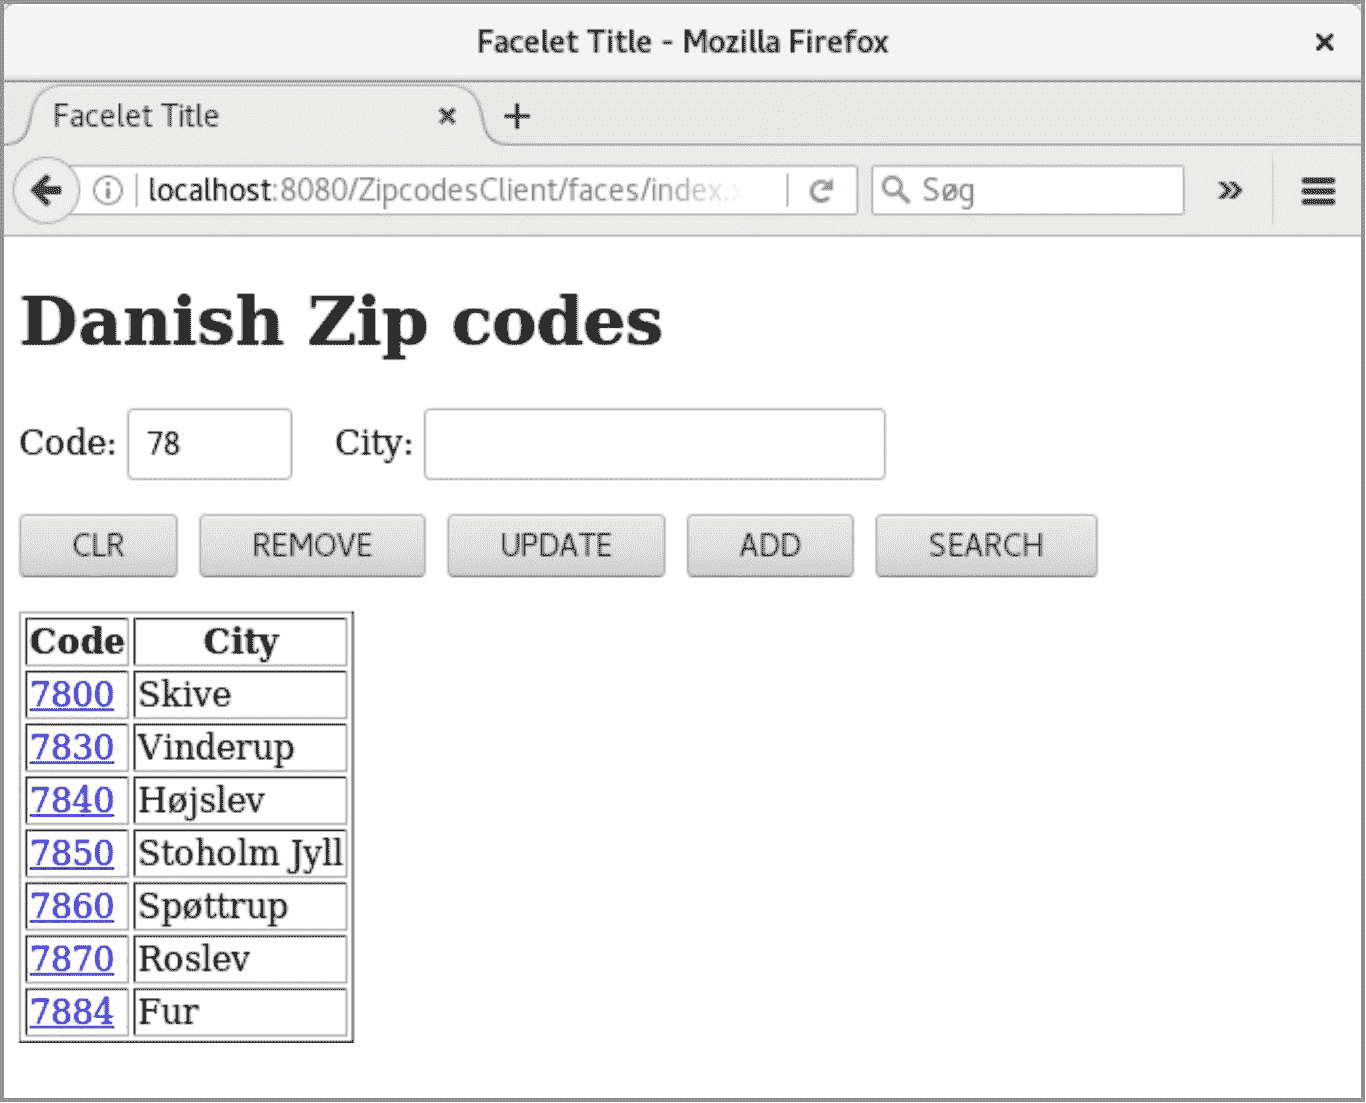 Facelet Title - Mozilla Firefox
Facelet Title
localhost:8080/ZipcodesClient/faces/index.x
Søg
Danish Zip codes
Code: 78 City:
CLR REMOVE UPDATE ADD SEARCH
Code City
7800 Skive
7830 Vinderup
7840 Højslev
7850 Stoholm Jyll
7860 Spøttrup
7870 Roslev
7884 Fur